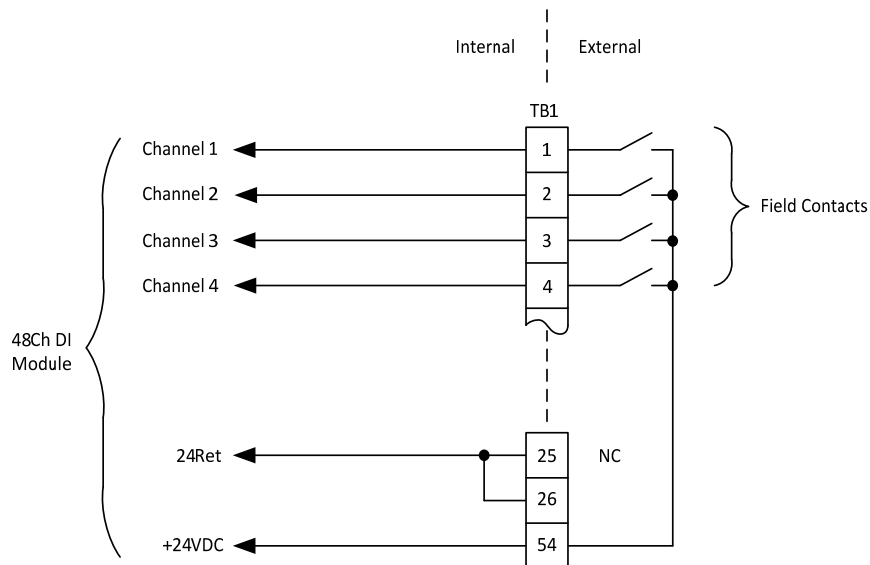 Internal
External
TB1
Channel 1
1
Channel 2
2
Channel 3
3
Channel 4
4
Field Contacts
48Ch DI
Module
24Ret
25
NC
26
+24VDC
54